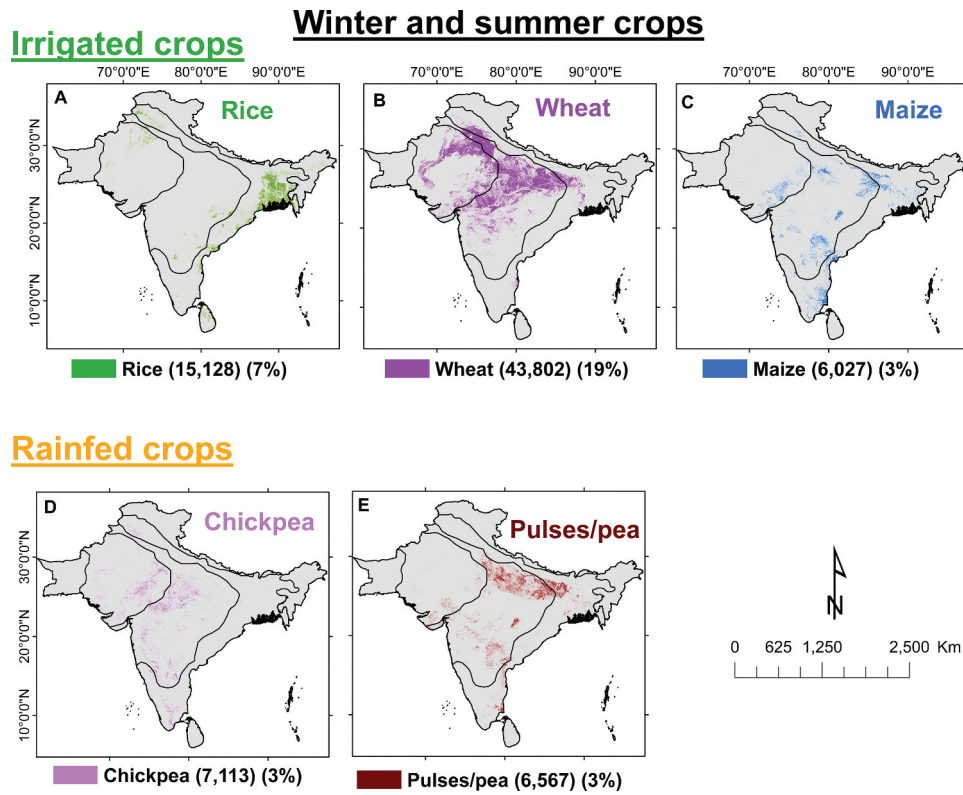 Winter and summer crops
Irrigated crops
70°0'0"E 80°0'0"E 90°0'0"E
70°0'0"E 80°0'0"E 90°0'0"E
70°0'0"E 80°0'0"E 90°0'0"E
A
Rice
B
Wheat
C
Maize
30°0'0"N
20°0'0"N
10°0'0"N
Rice (15,128) (7%)
Wheat (43,802) (19%)
Maize (6,027) (3%)
Rainfed crops
D
Chickpea
E
Pulses/pea
30°0'0"N
20°0'0"N
10°0'0"N
N
0 625 1,250 2,500 Km
Chickpea (7,113) (3%)
Pulses/pea (6,567) (3%)